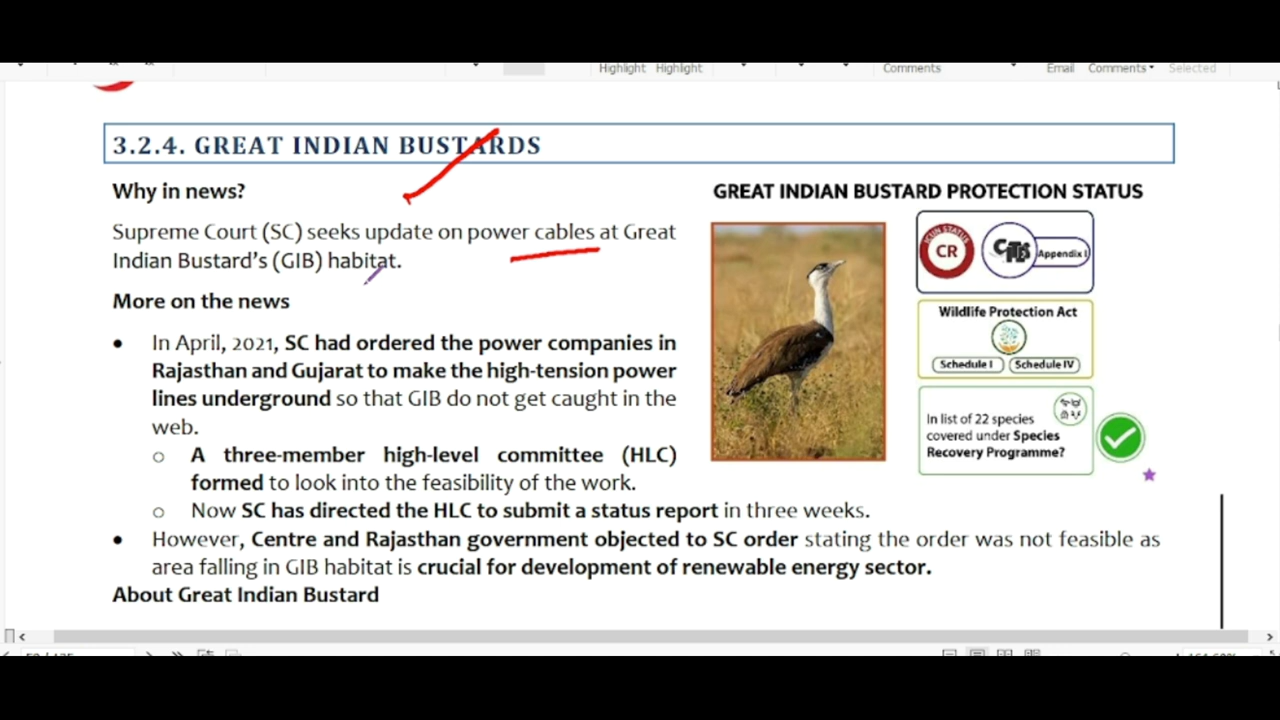 Highlight Highlight Comments Email Comments Selected
3.2.4. GREAT INDIAN BUSTARDS
Why in news?
Supreme Court (SC) seeks update on power cables at Great
Indian Bustard's (GIB) habitat.
More on the news
• In April, 2021, SC had ordered the power companies in
Rajasthan and Gujarat to make the high-tension power
lines underground so that GIB do not get caught in the
web.
○ A three-member high-level committee (HLC)
formed to look into the feasibility of the work.
○ Now SC has directed the HLC to submit a status report in three weeks.
• However, Centre and Rajasthan government objected to SC order stating the order was not feasible as
area falling in GIB habitat is crucial for development of renewable energy sector.
About Great Indian Bustard
GREAT INDIAN BUSTARD PROTECTION STATUS
IUCN STATUS
CR
CITES
Appendix I
Wildlife Protection Act
Schedule I Schedule IV
In list of 22 species
covered under Species
Recovery Programme?